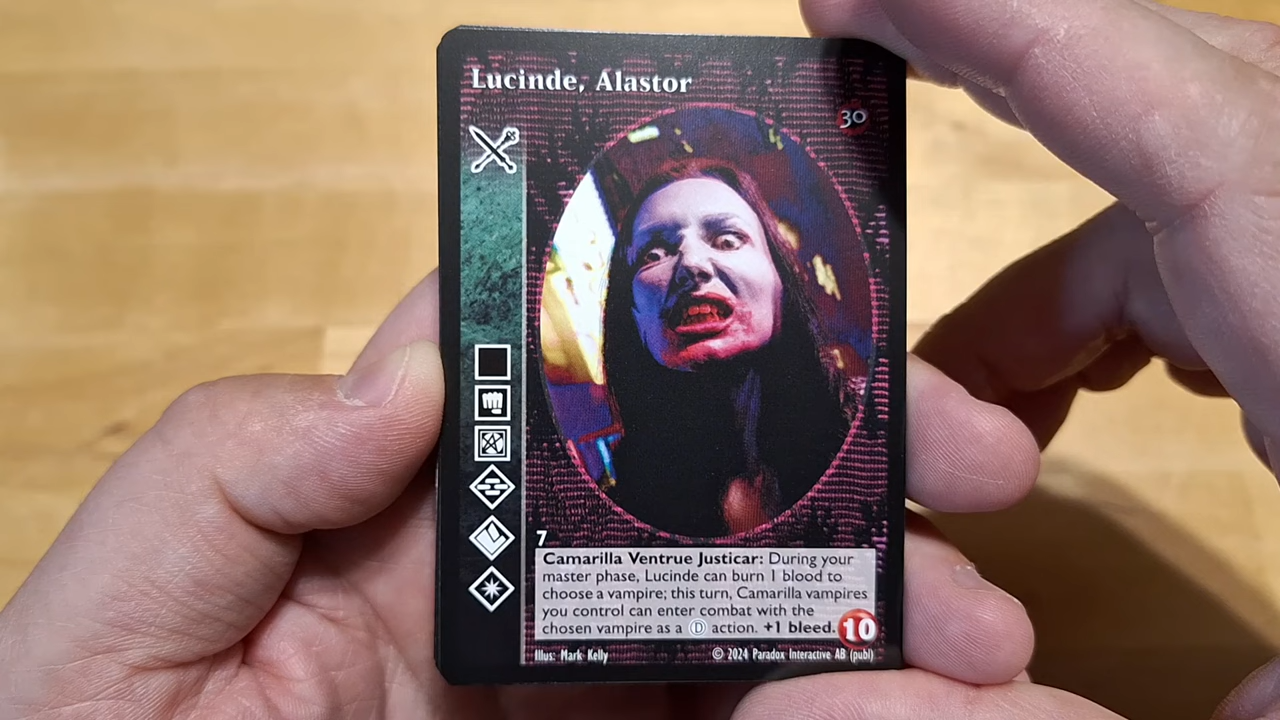 Lucinde, Alastor
30
7
Camarilla Ventrue Justicar: During your
master phase, Lucinde can burn 1 blood to
choose a vampire; this turn, Camarilla vampires
you control can enter combat with the
chosen vampire as a Ⓓ action. +1 bleed.
10
Illus: Mark Kelly
© 2024 Paradox Interactive AB (publ)